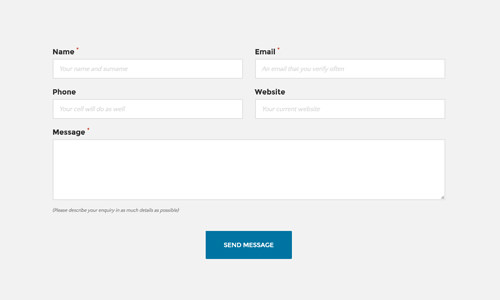 Name *
Email *
Your name and surname
An email that you verify often
Phone
Website
Your cell will do as well
Your current website
Message *
(Please describe your enquiry in as much details as possible)
SEND MESSAGE